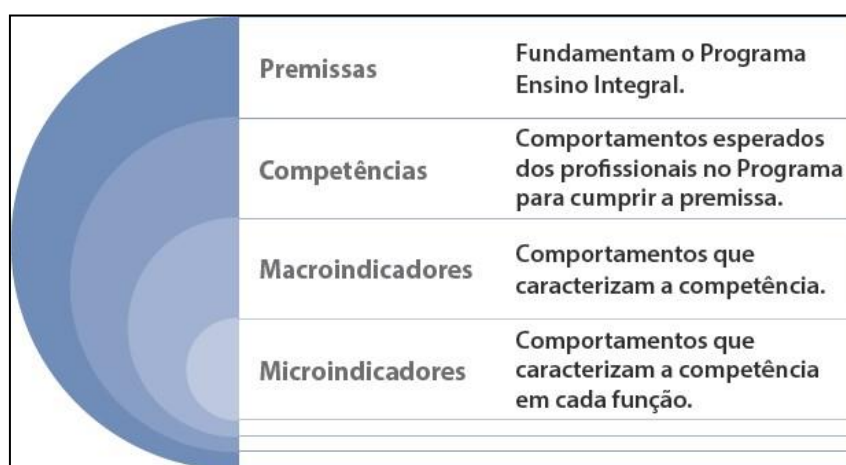 Premissas
Fundamentam o Programa
Ensino Integral.
Competências
Comportamentos esperados
dos profissionais no Programa
para cumprir a premissa.
Macroindicadores
Comportamentos que
caracterizam a competência.
Microindicadores
Comportamentos que
caracterizam a competência
em cada função.